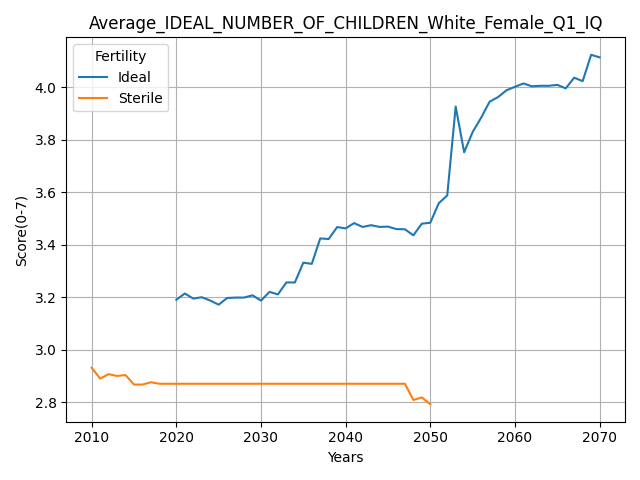 Average_IDEAL_NUMBER_OF_CHILDREN_White_Female_Q1_IQ
Fertility
Ideal
Sterile
Score(0-7)
4.0
3.8
3.6
3.4
3.2
3.0
2.8
2010 2020 2030 2040 2050 2060 2070
Years